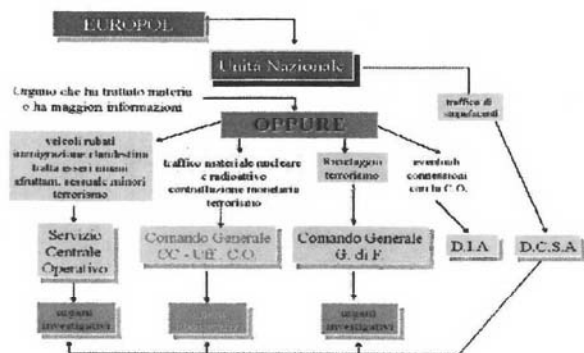 EUROPOL
Unità Nazionale
Organo che ha trattato materia
o ha maggiori informazioni
traffico di
stupefacenti
OPPURE
veicoli rubati
immigrazione clandestina
tratta esseri umani
sfruttam. sessuale minori
terrorismo
traffico materiale nucleare
e radioattivo
contraffazione monetaria
terrorismo
Riciclaggio
terrorismo
eventuali
connessioni
con la C.O.
Servizio
Centrale
Operativo
Comando Generale
CC - Uff. C.O.
Comando Generale
G. di F.
D.I.A
D.C.S.A
organi
investigativi
organi
investigativi